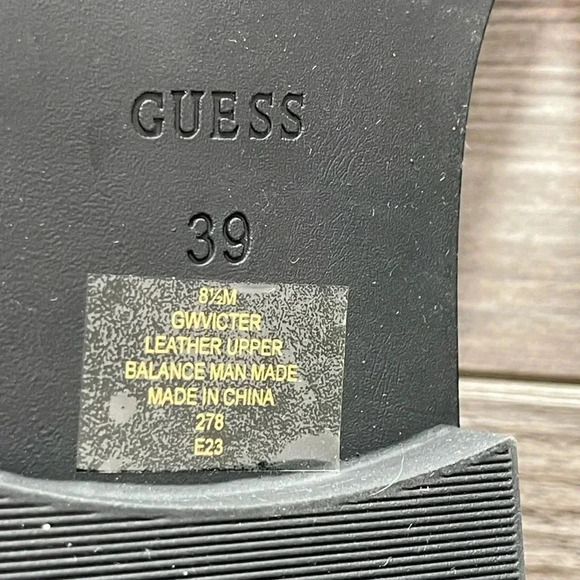 GUESS
39
8½M
GWVICTER
LEATHER UPPER
BALANCE MAN MADE
MADE IN CHINA
278
E23